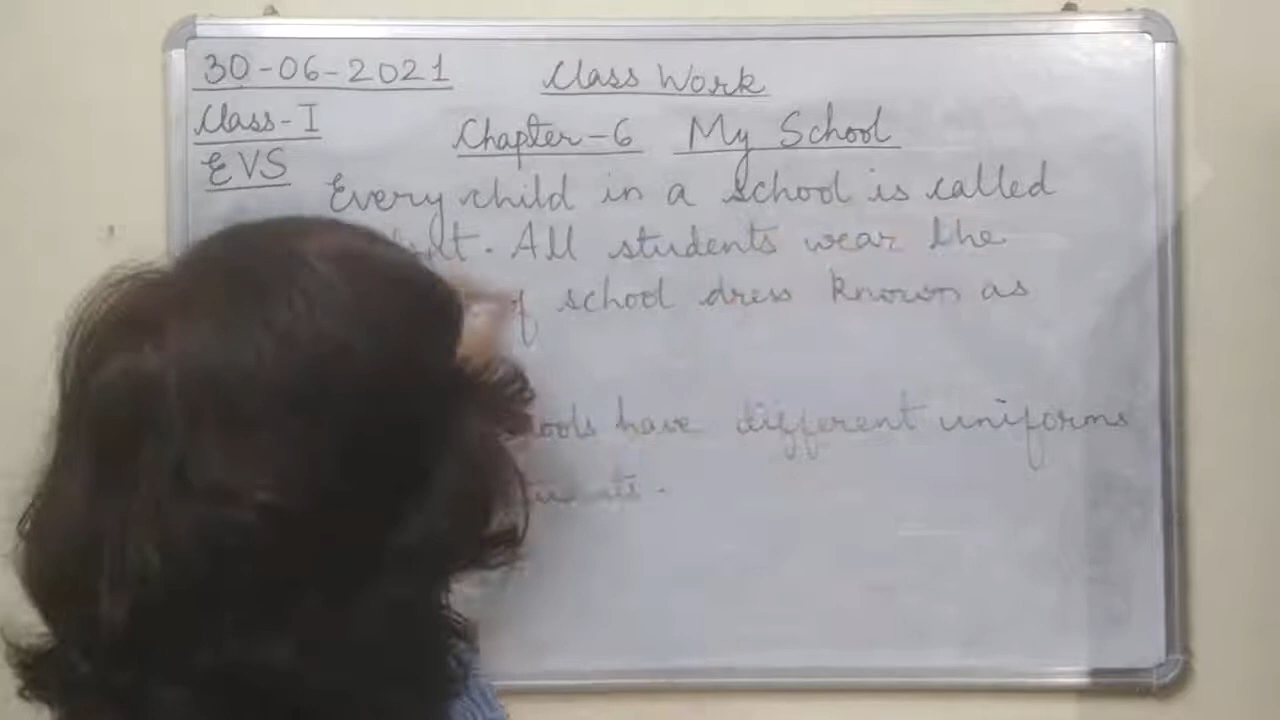 30-06-2021 Class Work
Class-I
Chapter-6 My School
EVS
Every child in a school is called
All students wear the
school dress known as
have different uniforms